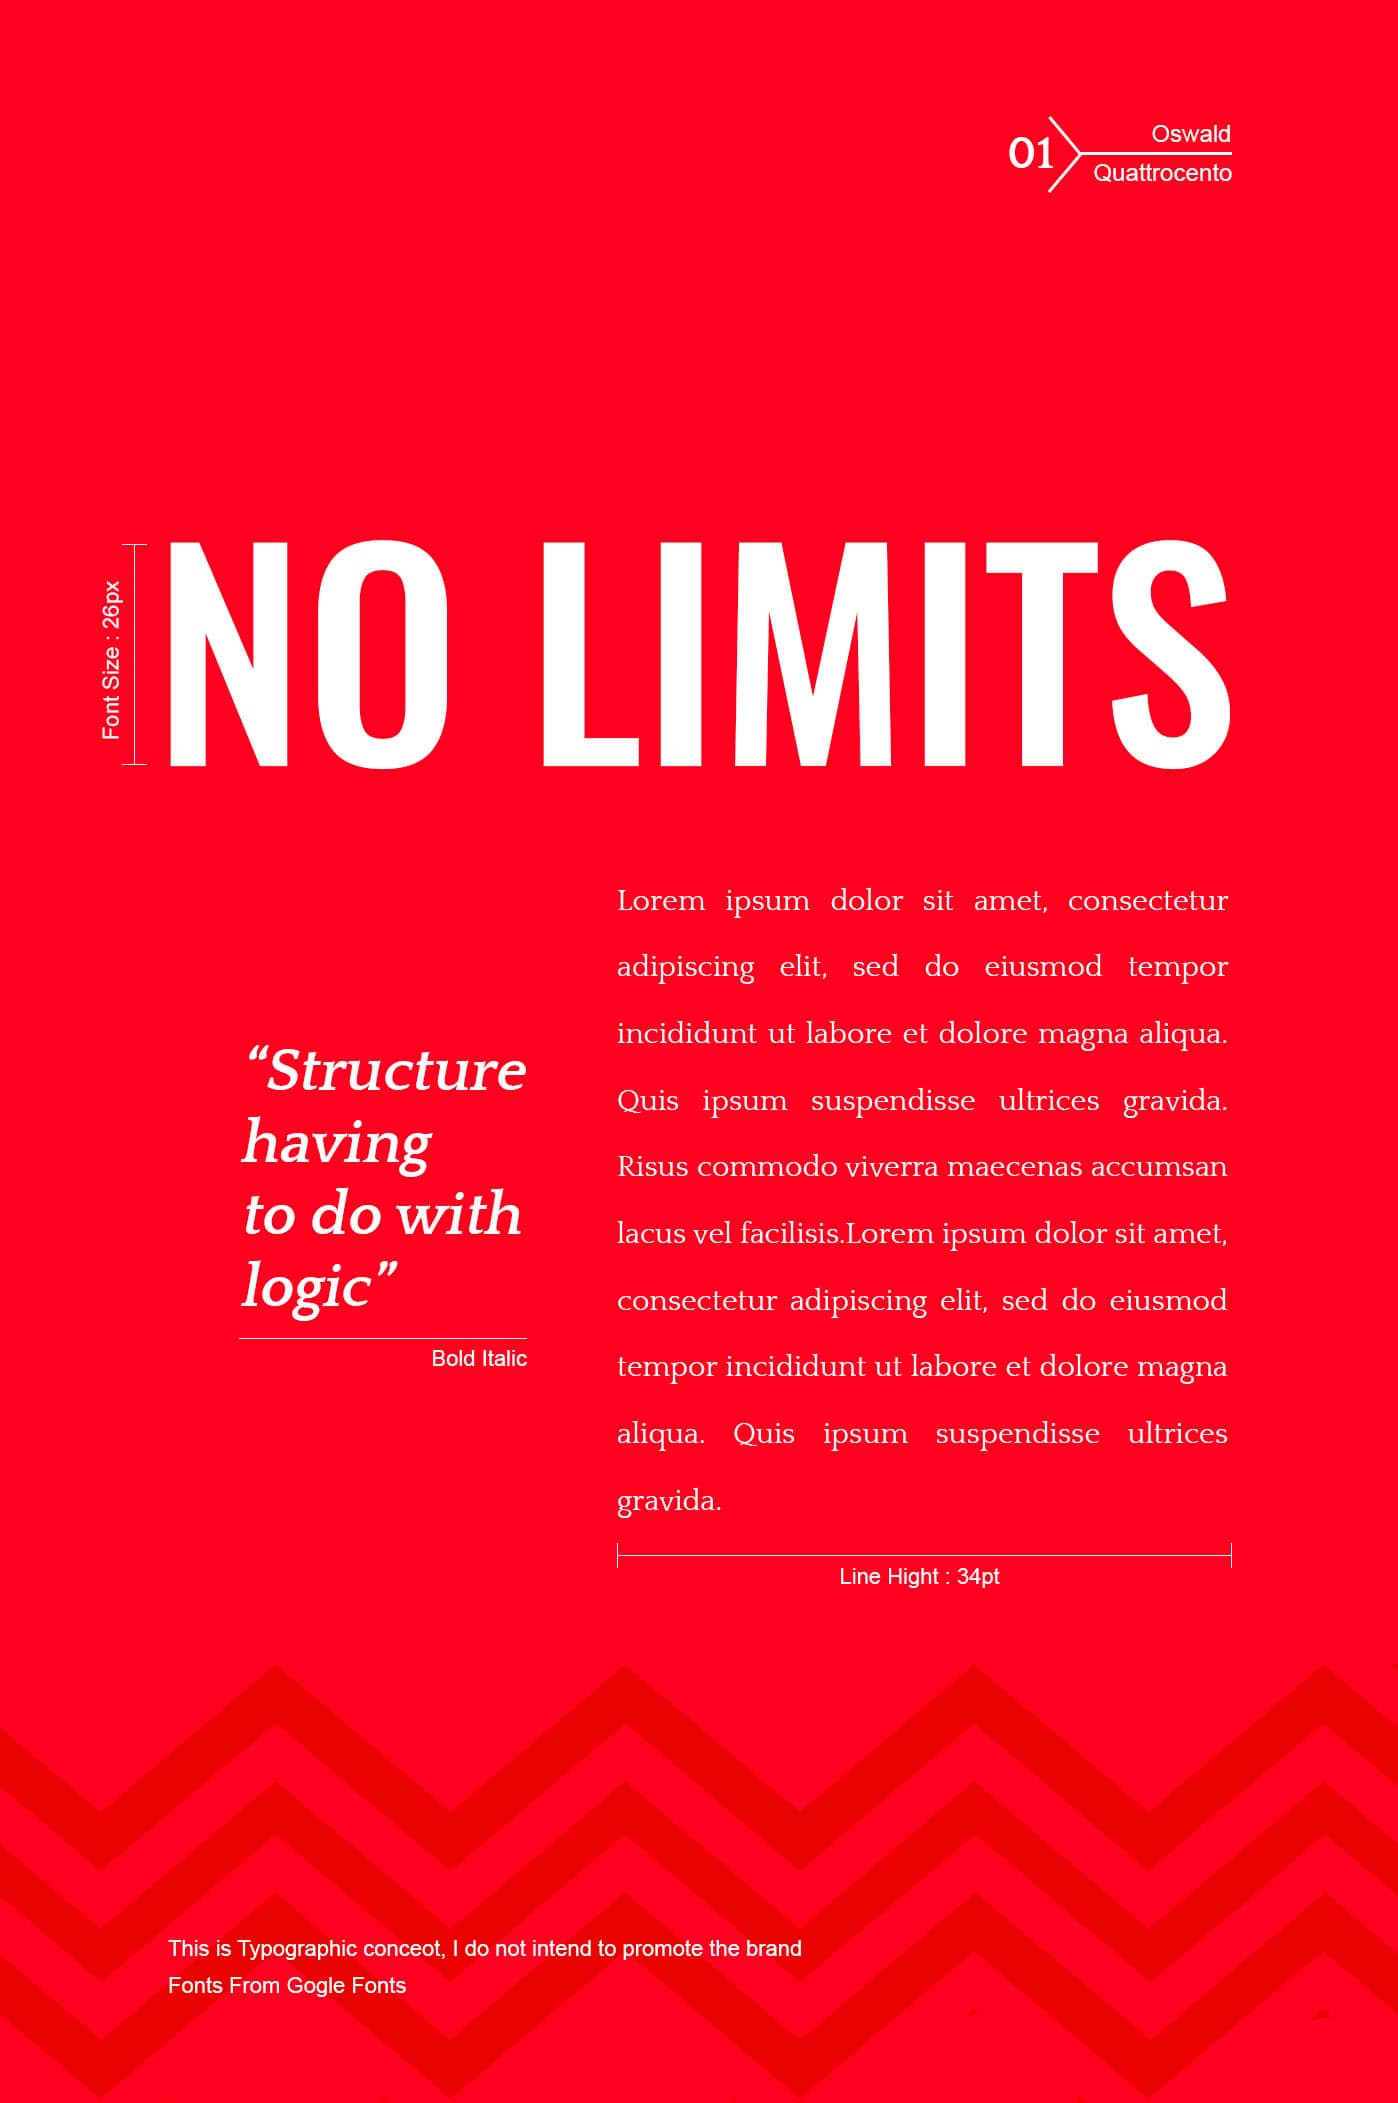 01
Oswald
Quattrocento
Font Size : 26px
NO LIMITS
“Structure
having
to do with
logic”
Bold Italic
Lorem ipsum dolor sit amet, consectetur
adipiscing elit, sed do eiusmod tempor
incididunt ut labore et dolore magna aliqua.
Quis ipsum suspendisse ultrices gravida.
Risus commodo viverra maecenas accumsan
lacus vel facilisis.Lorem ipsum dolor sit amet,
consectetur adipiscing elit, sed do eiusmod
tempor incididunt ut labore et dolore magna
aliqua. Quis ipsum suspendisse ultrices
gravida.
Line Hight : 34pt
This is Typographic conceot, I do not intend to promote the brand
Fonts From Gogle Fonts